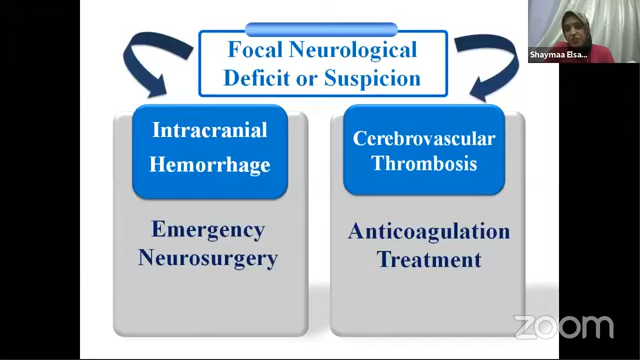 Focal Neurological
Deficit or Suspicion
Intracranial
Hemorrhage
Emergency
Neurosurgery
Cerebrovascular
Thrombosis
Anticoagulation
Treatment
Shaymaa Elsa...
zoom